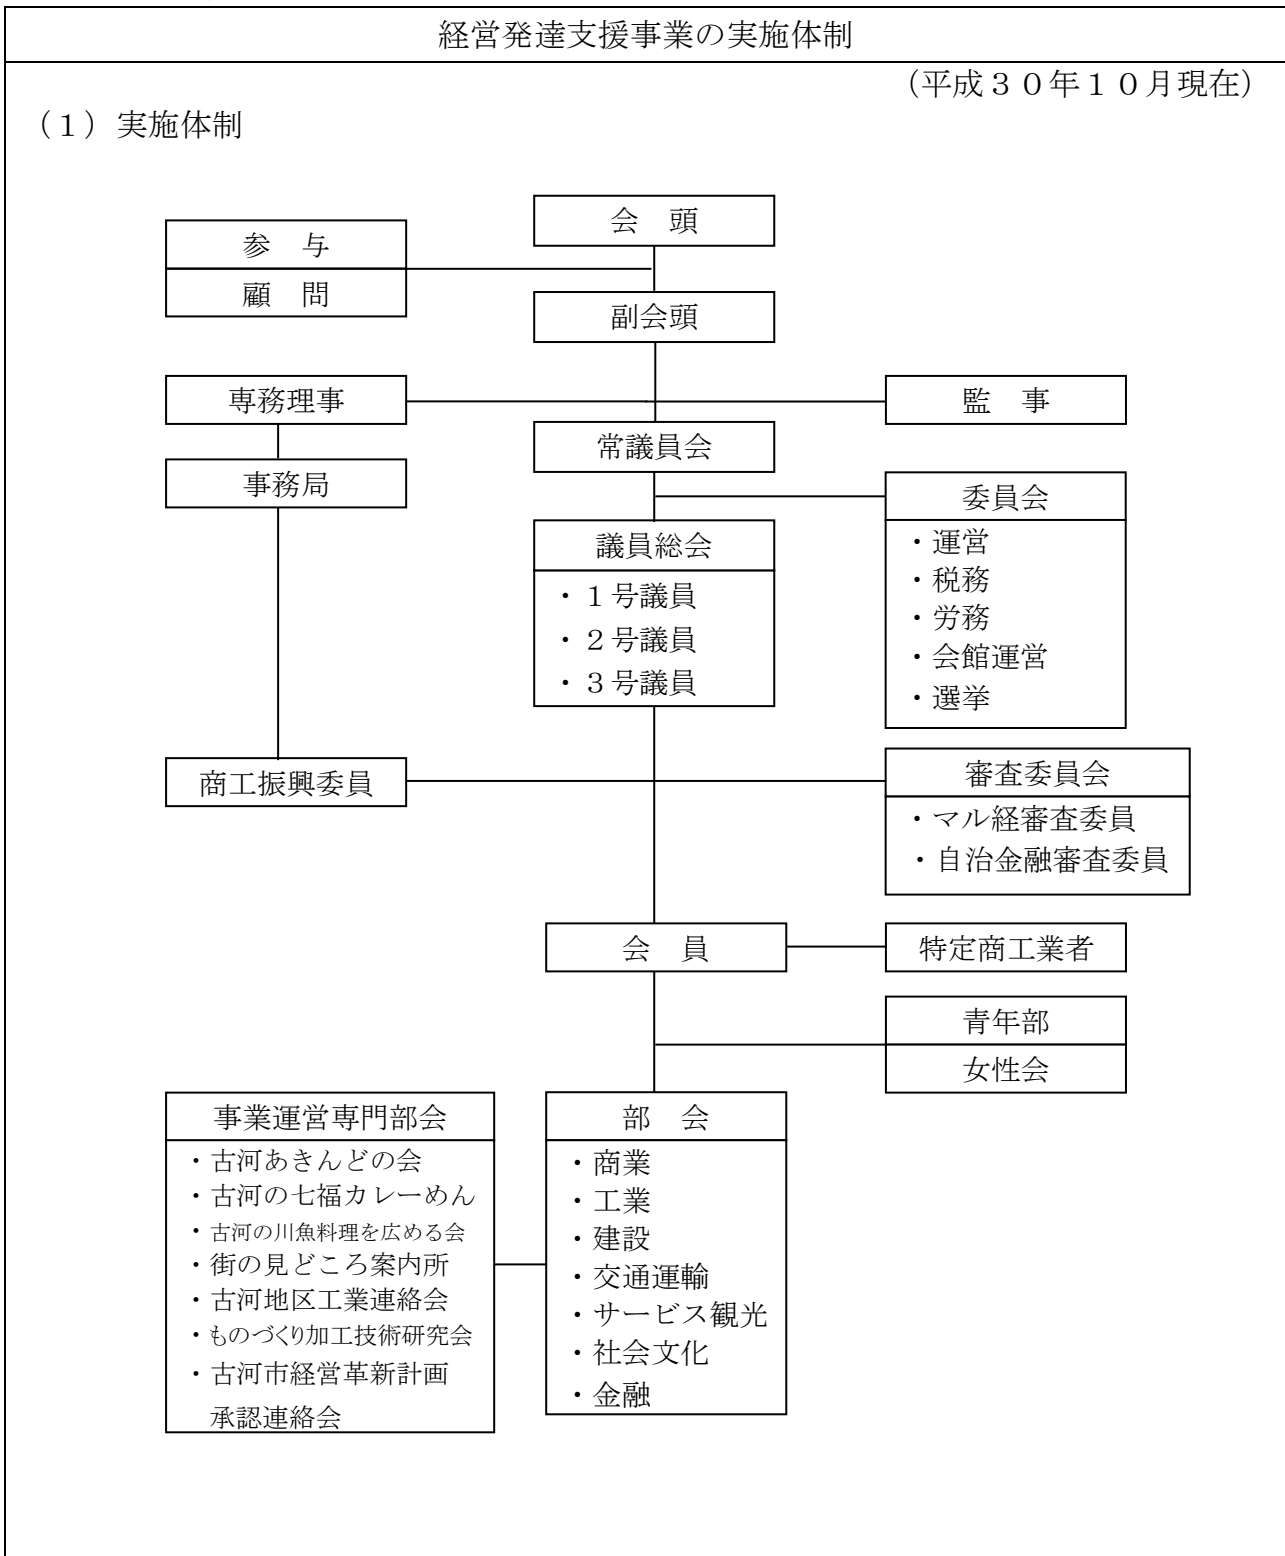 経営発達支援事業の実施体制
（平成３０年１０月現在）
（１）実施体制
会　頭
参　与
顧　問
副会頭
専務理事
監　事
常議員会
事務局
委員会
・運営
・税務
・労務
・会館運営
・選挙
議員総会
・１号議員
・２号議員
・３号議員
商工振興委員
審査委員会
・マル経審査委員
・自治金融審査委員
会　員
特定商工業者
青年部
女性会
事業運営専門部会
・古河あきんどの会
・古河の七福カレーめん
・古河の川魚料理を広める会
・街の見どころ案内所
・古河地区工業連絡会
・ものづくり加工技術研究会
・古河市経営革新計画
承認連絡会
部　会
・商業
・工業
・建設
・交通運輸
・サービス観光
・社会文化
・金融